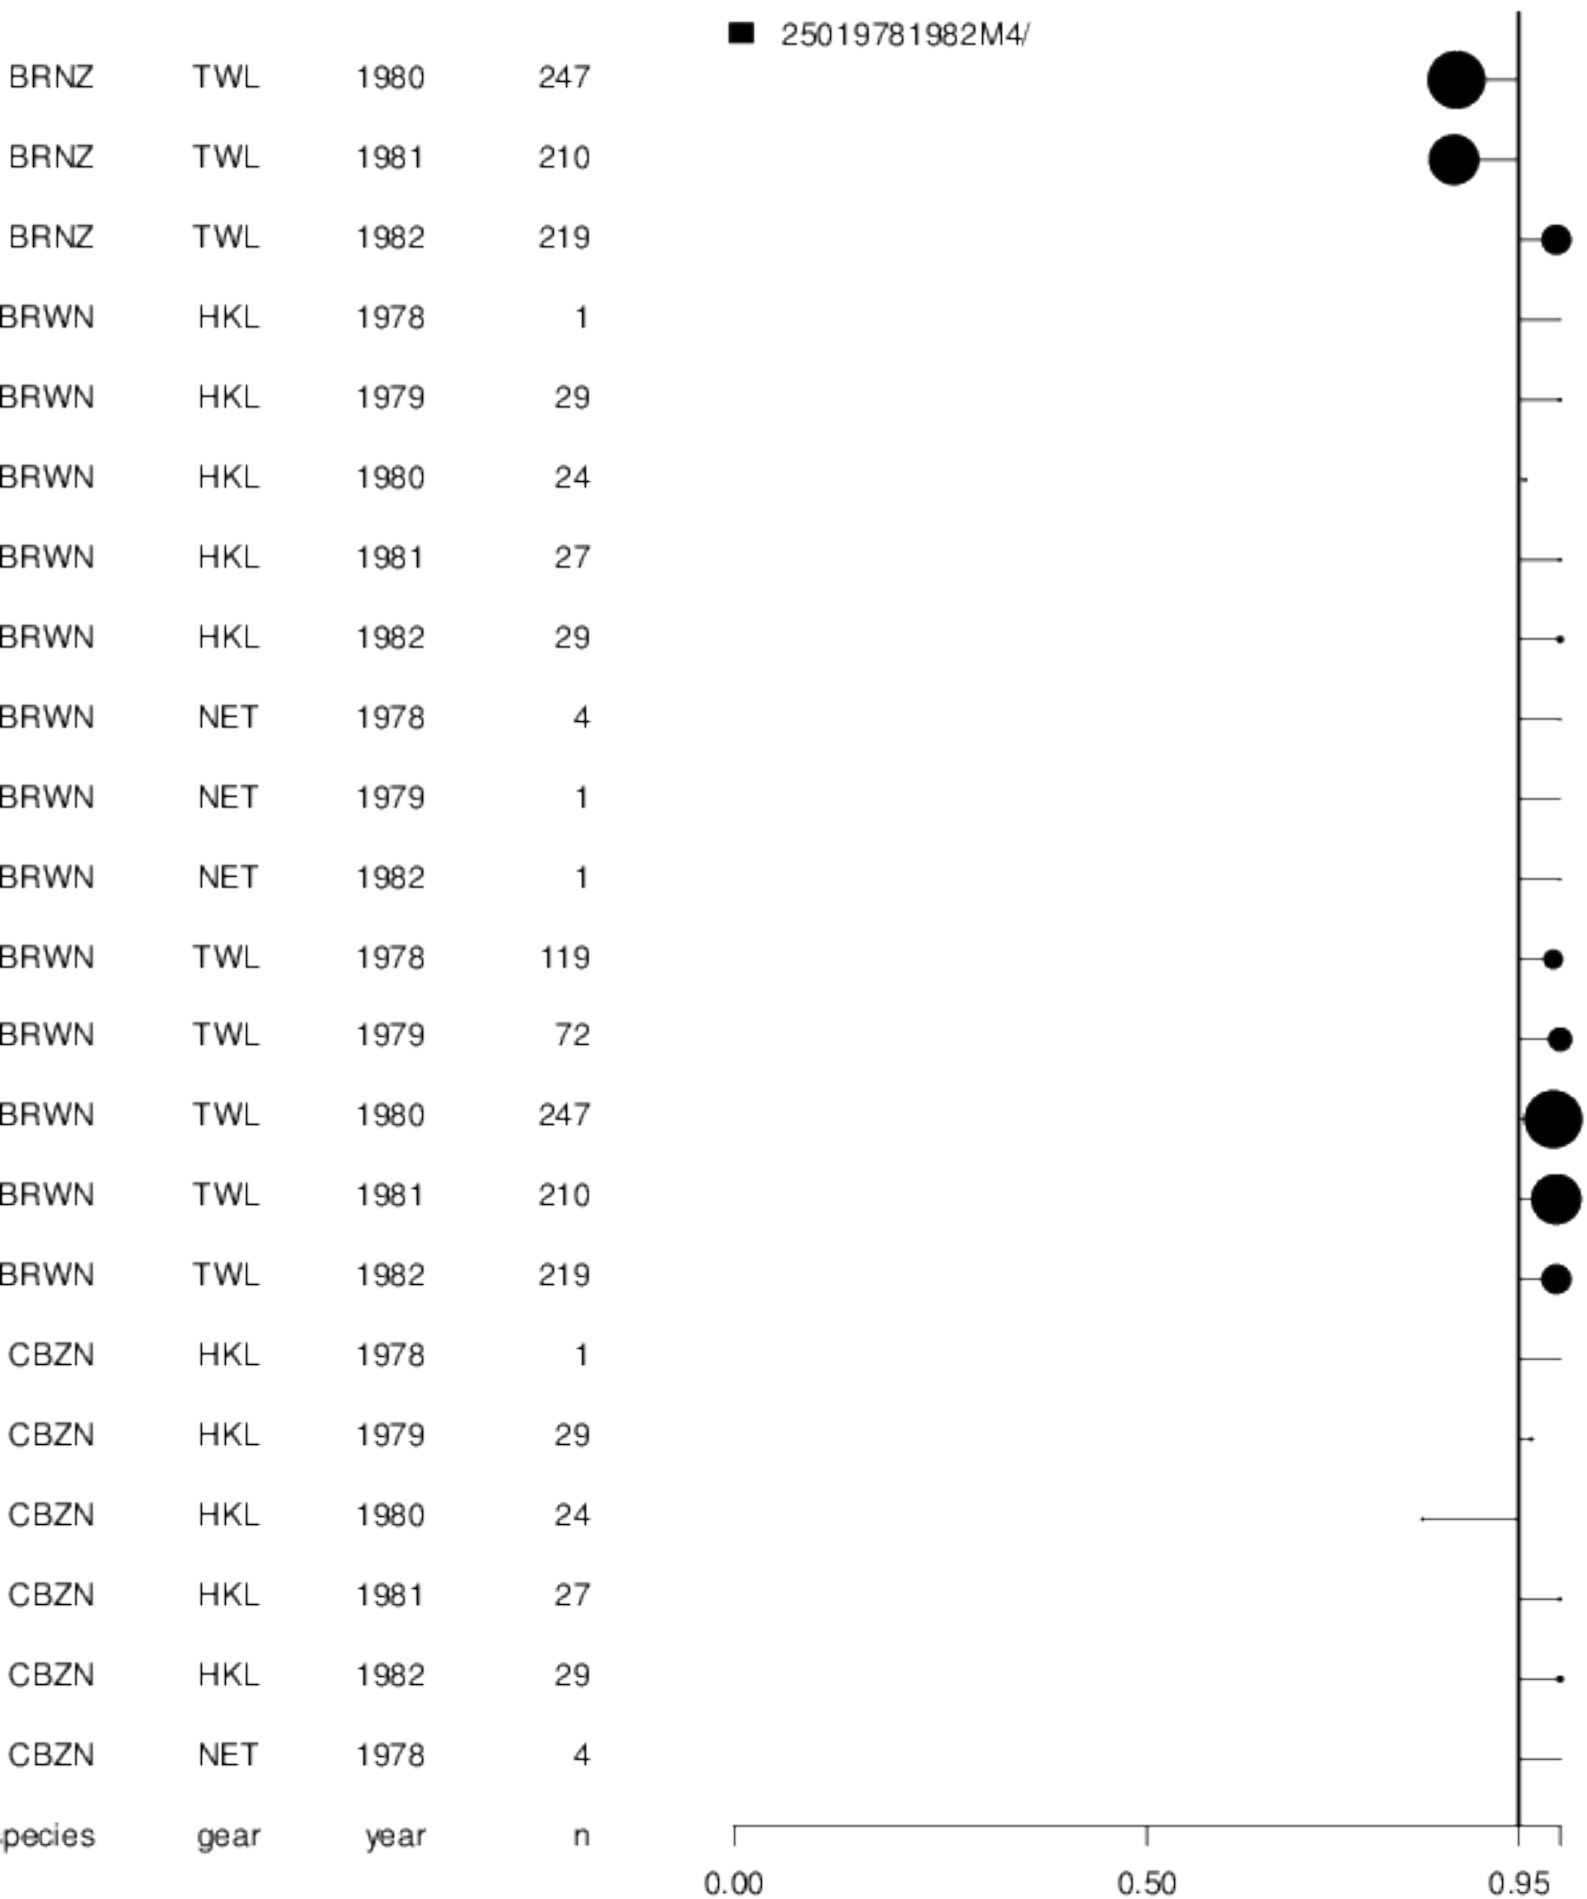 25019781982M4/
BRNZ TWL 1980 247
BRNZ TWL 1981 210
BRNZ TWL 1982 219
BRWN HKL 1978 1
BRWN HKL 1979 29
BRWN HKL 1980 24
BRWN HKL 1981 27
BRWN HKL 1982 29
BRWN NET 1978 4
BRWN NET 1979 1
BRWN NET 1982 1
BRWN TWL 1978 119
BRWN TWL 1979 72
BRWN TWL 1980 247
BRWN TWL 1981 210
BRWN TWL 1982 219
CBZN HKL 1978 1
CBZN HKL 1979 29
CBZN HKL 1980 24
CBZN HKL 1981 27
CBZN HKL 1982 29
CBZN NET 1978 4
pecies gear year n
0.00 0.50 0.95